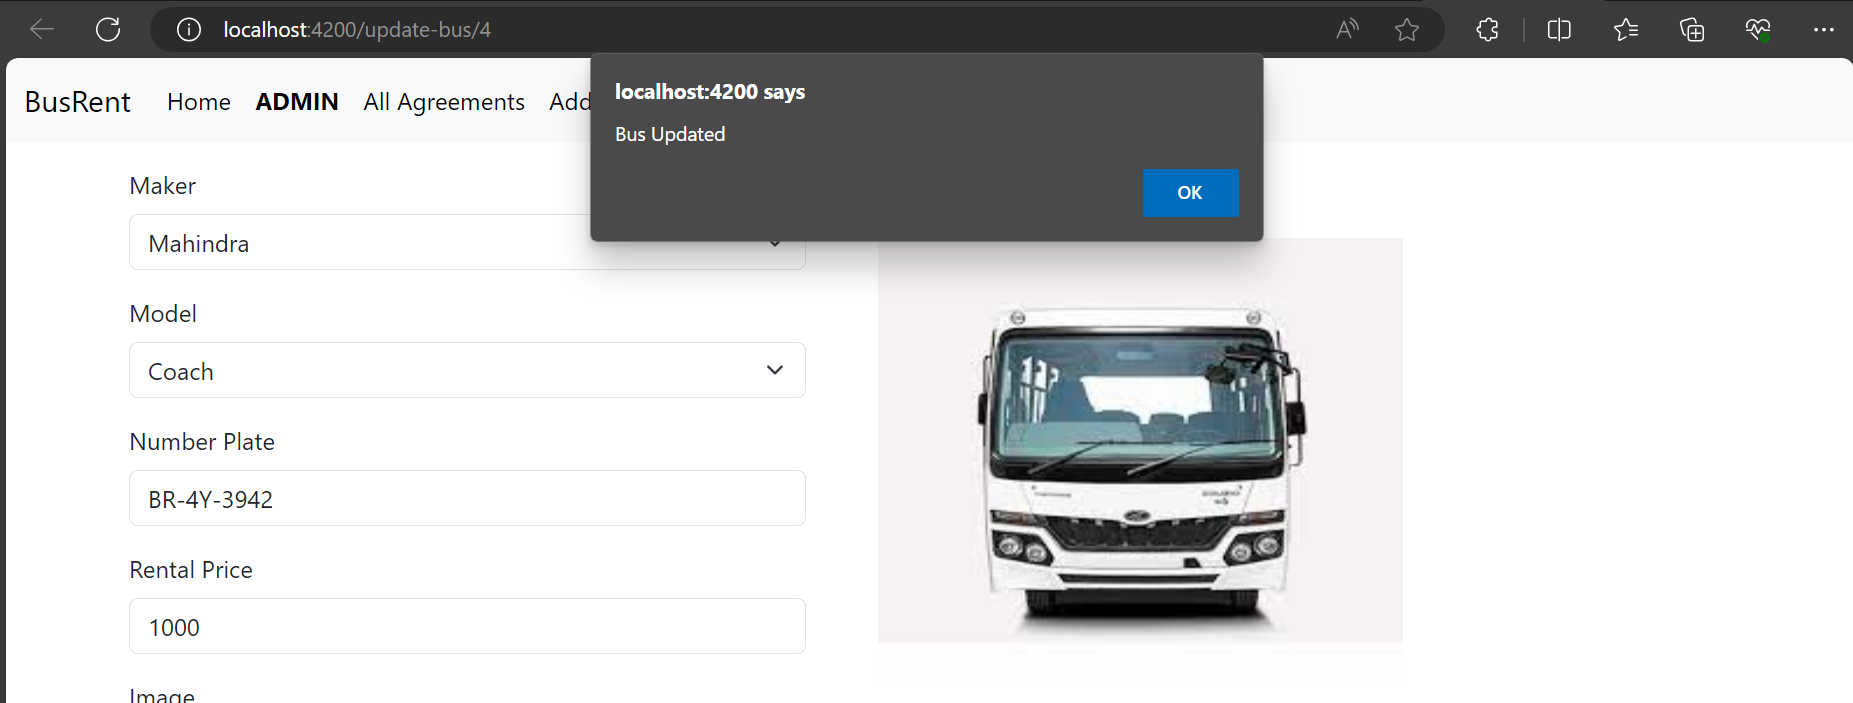 localhost:4200/update-bus/4
BusRent Home ADMIN All Agreements Add
localhost:4200 says
Bus Updated
OK
Maker
Mahindra
Model
Coach
Number Plate
BR-4Y-3942
Rental Price
1000
Image